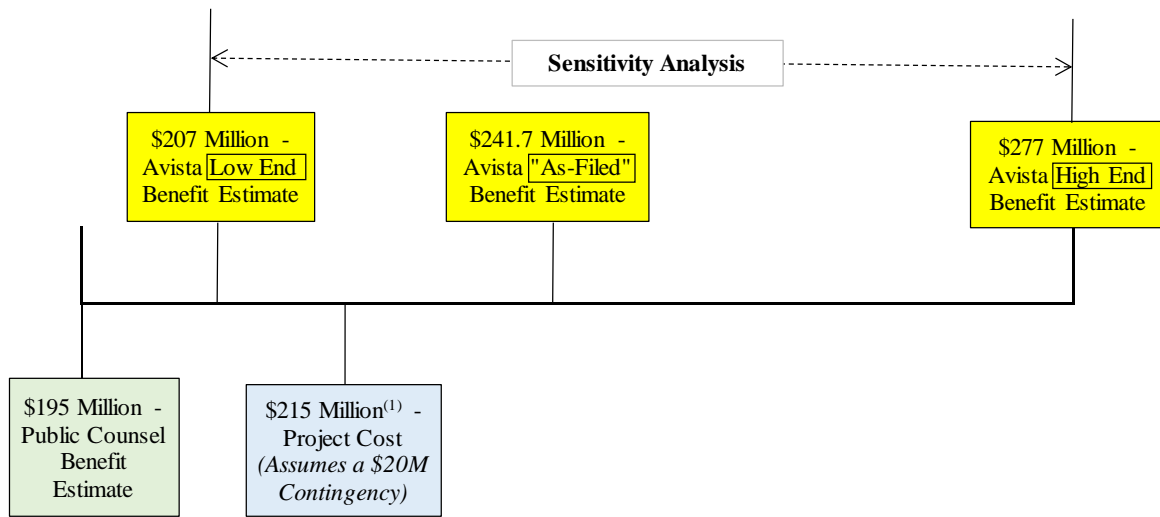 Sensitivity Analysis
$207 Million -
Avista Low End
Benefit Estimate
$241.7 Million -
Avista "As-Filed"
Benefit Estimate
$277 Million -
Avista High End
Benefit Estimate
$195 Million -
Public Counsel
Benefit
Estimate
$215 Million(1) -
Project Cost
(Assumes a $20M
Contingency)